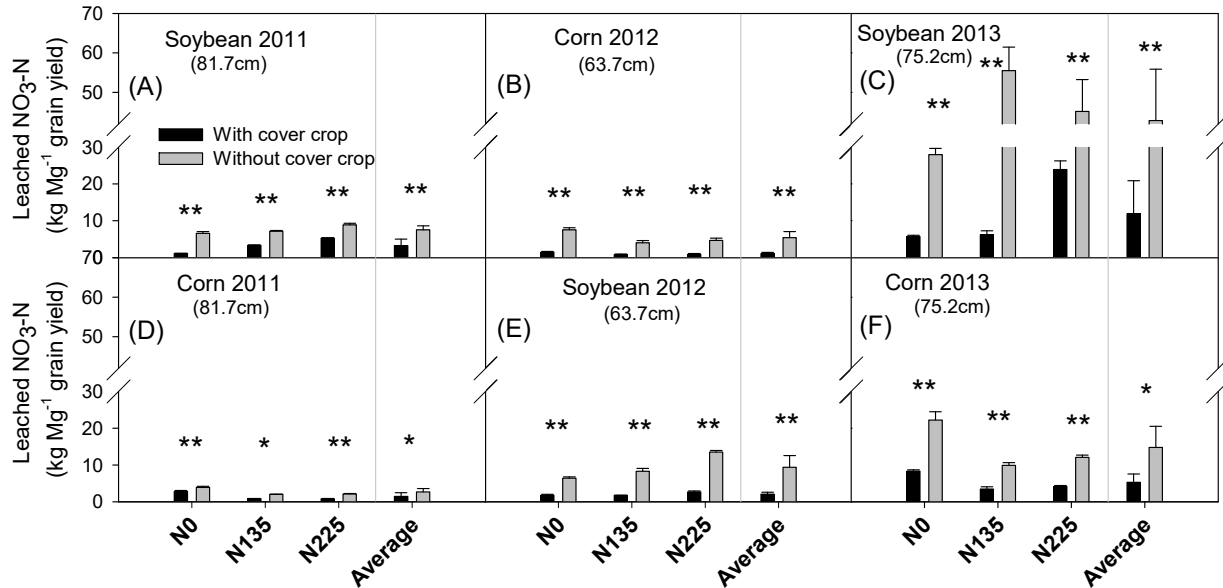 70
60
50
30
20
10
0
Leached NO3-N
(kg Mg-1 grain yield)
Soybean 2011
(81.7cm)
(A)
With cover crop
Without cover crop
** ** ** **
Corn 2012
(63.7cm)
(B)
** ** ** **
Soybean 2013
(75.2cm)
(C)
** ** ** **
70
60
50
30
20
10
0
Leached NO3-N
(kg Mg-1 grain yield)
Corn 2011
(81.7cm)
(D)
** * ** *
Soybean 2012
(63.7cm)
(E)
** ** ** **
Corn 2013
(75.2cm)
(F)
** ** ** *
N0 N135 N225 Average
N0 N135 N225 Average
N0 N135 N225 Average